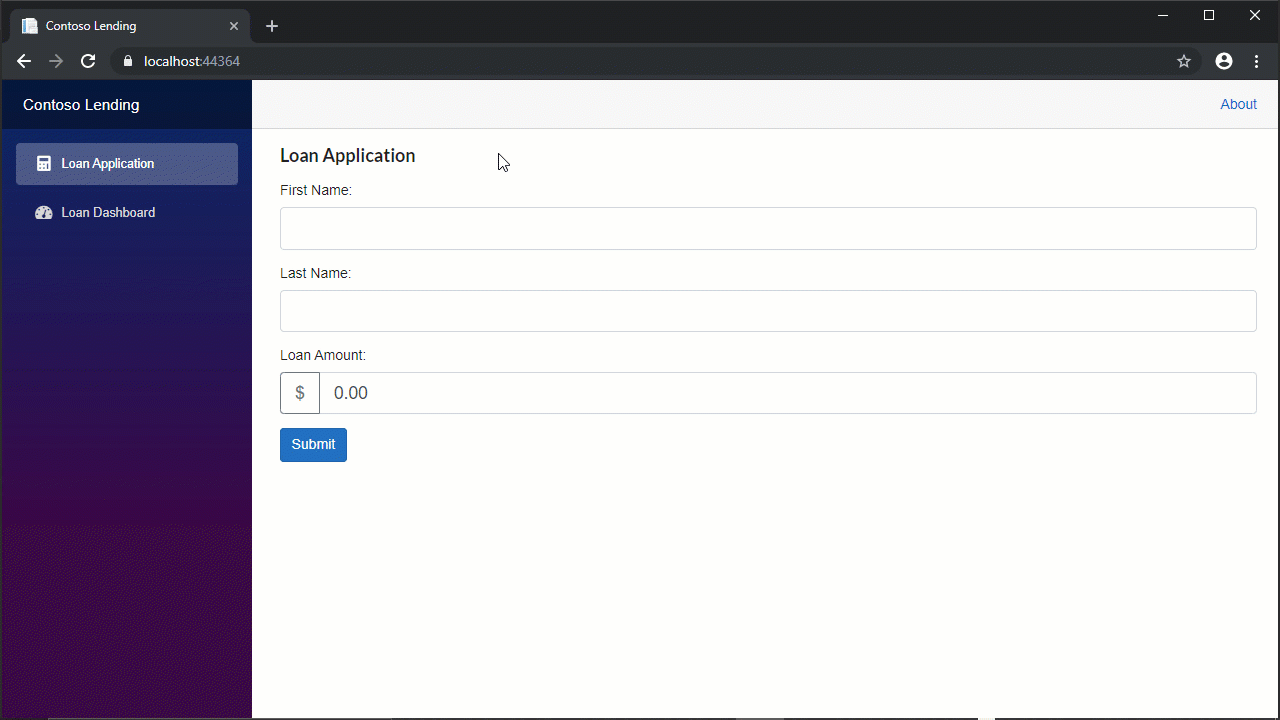 Contoso Lending
localhost:44364
Contoso Lending
About
Loan Application
Loan Dashboard
Loan Application
First Name:
Last Name:
Loan Amount:
$ 0.00
Submit